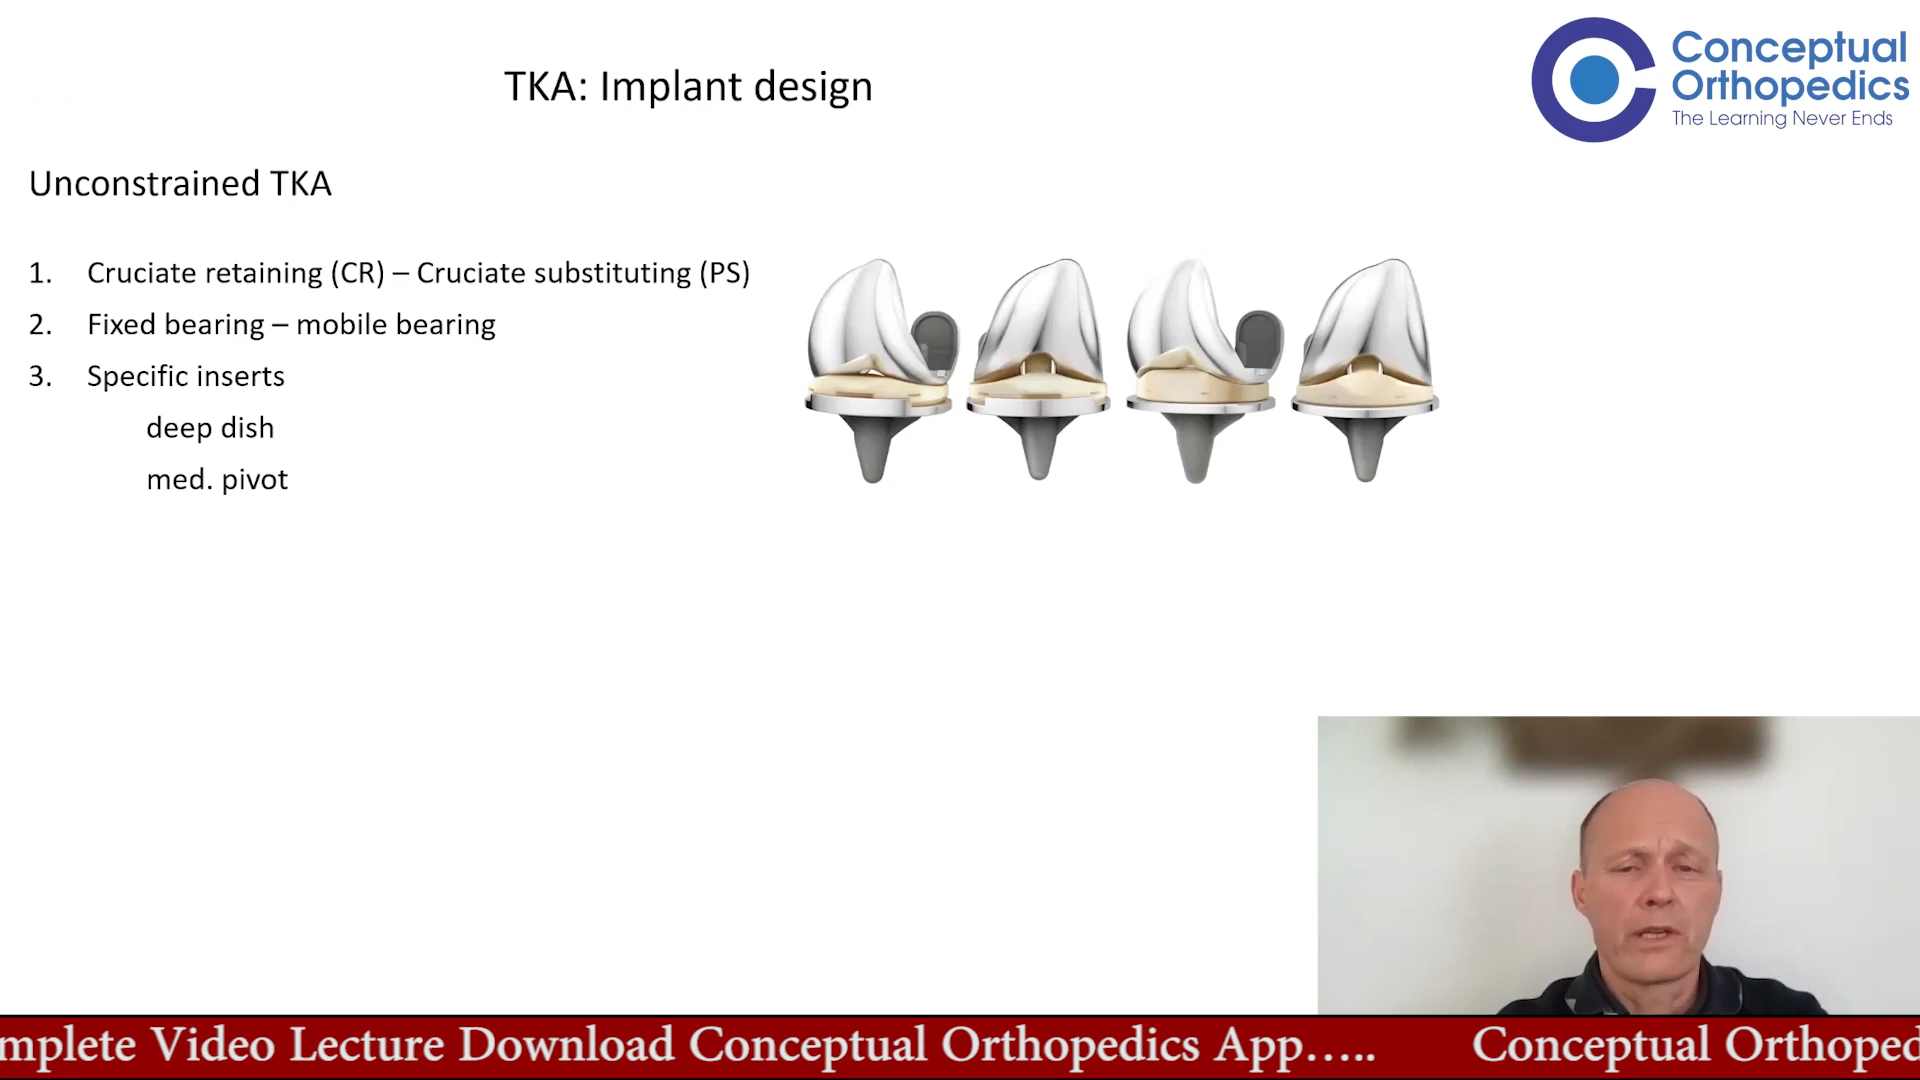 TKA: Implant design
Conceptual
Orthopedics
The Learning Never Ends
Unconstrained TKA
1. Cruciate retaining (CR) – Cruciate substituting (PS)
2. Fixed bearing – mobile bearing
3. Specific inserts
deep dish
med. pivot
mplete Video Lecture Download Conceptual Orthopedics App..... Conceptual Orthoped